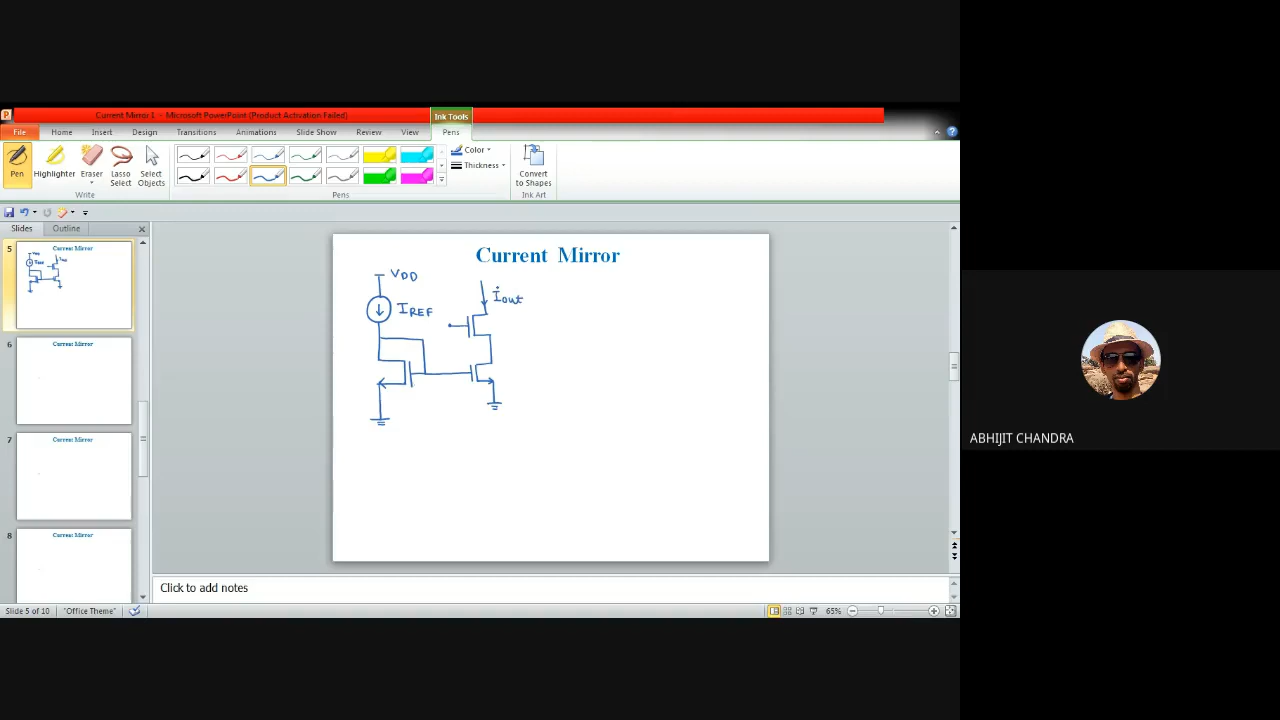 Current Mirror 1 - Microsoft PowerPoint (Product Activation Failed)
Ink Tools
File Home Insert Design Transitions Animations Slide Show Review View Pens
Pen Highlighter Eraser Lasso Select Select Objects
Color
Thickness
Convert to Shapes
Write Pens Ink Art
Slides Outline
5 Current Mirror
VDD
IREF
Iout
6 Current Mirror
7 Current Mirror
8 Current Mirror
Current Mirror
VDD
IREF
iout
Click to add notes
Slide 5 of 10 "Office Theme" 65%
ABHIJIT CHANDRA